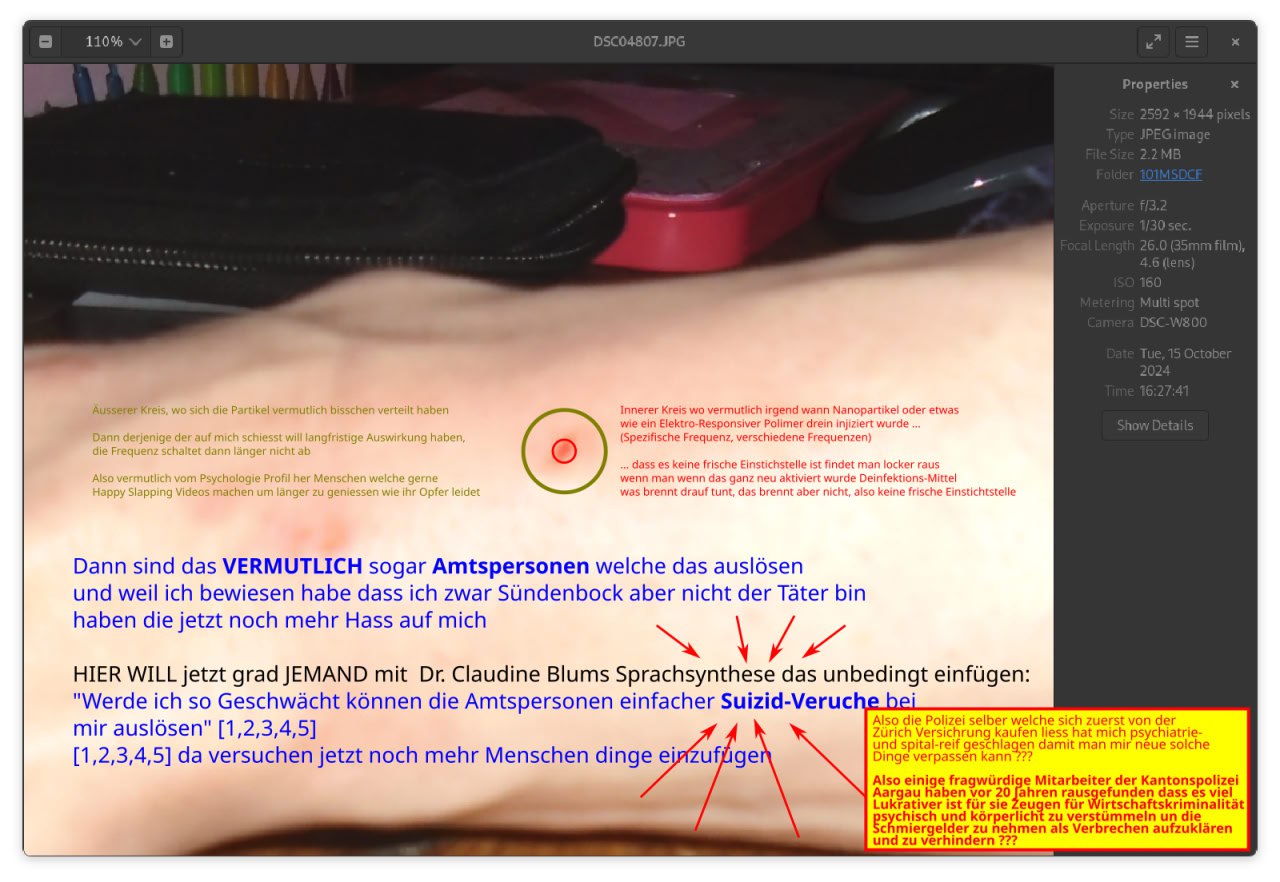 110%
DSC04807.JPG
Properties
Size 2592 × 1944 pixels
Type JPEG image
File Size 2.2 MB
Folder 101MSDCF
Aperture f/3.2
Exposure 1/30 sec.
Focal Length 26.0 (35mm film),
4.6 (lens)
ISO 160
Metering Multi spot
Camera DSC-W800
Date Tue, 15 October
2024
Time 16:27:41
Show Details
Äusserer Kreis, wo sich die Partikel vermutlich bisschen verteilt haben
Dann derjenige der auf mich schiesst will langfristige Auswirkung haben,
die Frequenz schaltet dann länger nicht ab
Also vermutlich vom Psychologie Profil her Menschen welche gerne
Happy Slapping Videos machen um länger zu geniessen wie ihr Opfer leidet
Innerer Kreis wo vermutlich irgend wann Nanopartikel oder etwas
wie ein Elektro-Responsiver Polimer drein injiziert wurde ...
(Spezifische Frequenz, verschiedene Frequenzen)
... dass es keine frische Einstichstelle ist findet man locker raus
wenn man wenn das ganz neu aktiviert wurde Deinfektions-Mittel
was brennt drauf tunt, das brennt aber nicht, also keine frische Einstichtstelle
Dann sind das VERMUTLICH sogar Amtspersonen welche das auslösen
und weil ich bewiesen habe dass ich zwar Sündenbock aber nicht der Täter bin
haben die jetzt noch mehr Hass auf mich
HIER WILL jetzt grad JEMAND mit Dr. Claudine Blums Sprachsynthese das unbedingt einfügen:
"Werde ich so Geschwächt können die Amtspersonen einfacher Suizid-Veruche bei
mir auslösen" [1,2,3,4,5]
[1,2,3,4,5] da versuchen jetzt noch mehr Menschen dinge einzufügen
Also die Polizei selber welche sich zuerst von der
Zürich Versichrung kaufen liess hat mich psychiatrie-
und spital-reif geschlagen damit man mir neue solche
Dinge verpassen kann ???
Also einige fragwürdige Mitarbeiter der Kantonspolizei
Aargau haben vor 20 Jahren rausgefunden dass es viel
Lukrativer ist für sie Zeugen für Wirtschaftskriminalität
psychisch und körperlicht zu verstümmeln un die
Schmiergelder zu nehmen als Verbrechen aufzuklären
und zu verhindern ???